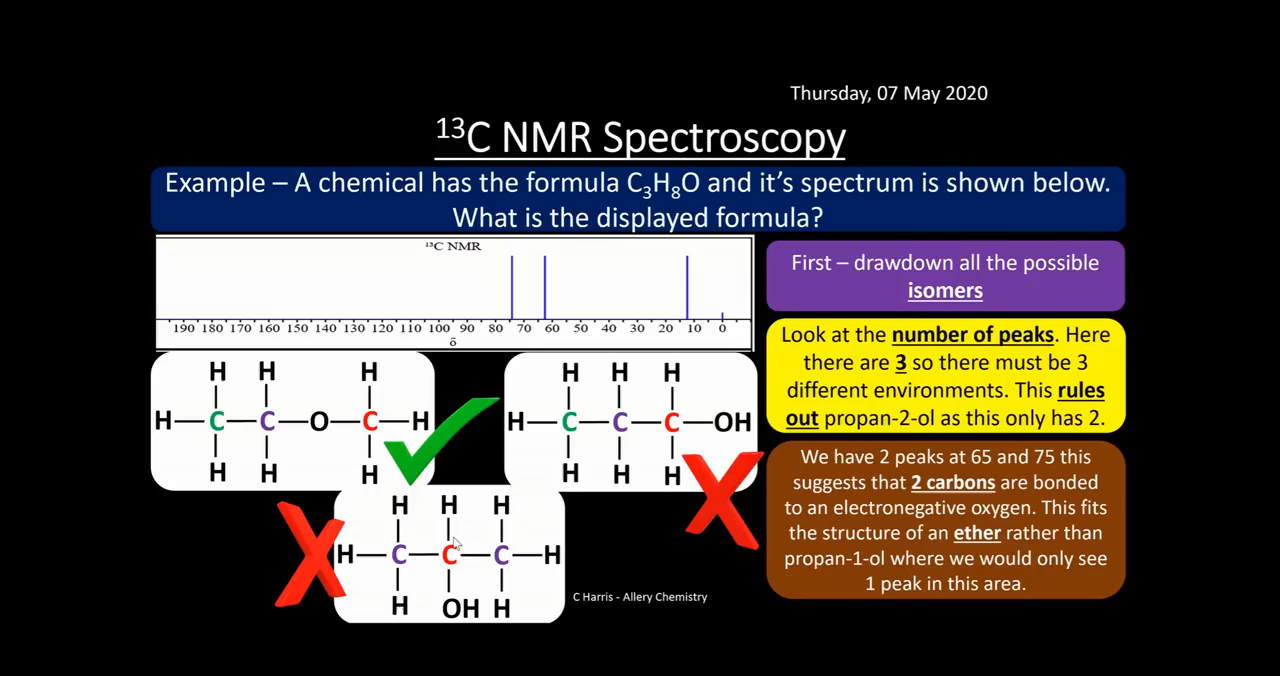 Thursday, 07 May 2020
¹³C NMR Spectroscopy
Example – A chemical has the formula C₃H₈O and it's spectrum is shown below.
What is the displayed formula?
¹³C NMR
190 180 170 160 150 140 130 120 110 100 90 80 70 60 50 40 30 20 10 0
δ
First – drawdown all the possible
isomers
Look at the number of peaks. Here
there are 3 so there must be 3
different environments. This rules
out propan-2-ol as this only has 2.
We have 2 peaks at 65 and 75 this
suggests that 2 carbons are bonded
to an electronegative oxygen. This fits
the structure of an ether rather than
propan-1-ol where we would only see
1 peak in this area.
H H H
H C C O C H
H H H
H H H
H C C C OH
H H H
H H H
H C C C H
H OH H
C Harris - Allery Chemistry